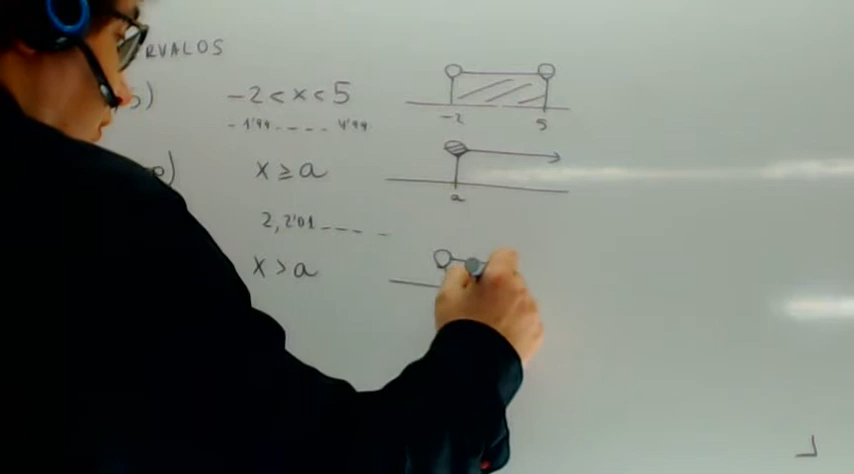 RVALOS
b) -2 < x < 5
-2 5
-1'99 ---- 4'99
x ≥ a
a
2, 2'01 ----
x > a